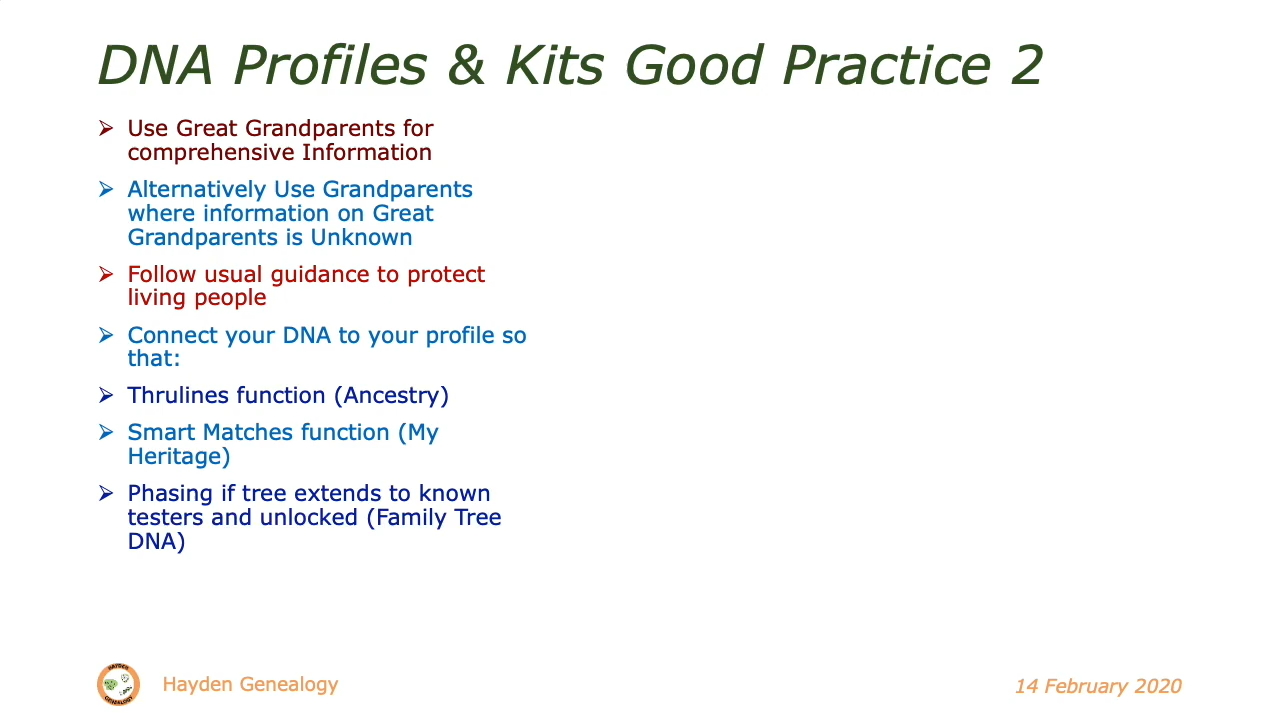 DNA Profiles & Kits Good Practice 2
➢ Use Great Grandparents for
comprehensive Information
➢ Alternatively Use Grandparents
where information on Great
Grandparents is Unknown
➢ Follow usual guidance to protect
living people
➢ Connect your DNA to your profile so
that:
➢ Thrulines function (Ancestry)
➢ Smart Matches function (My
Heritage)
➢ Phasing if tree extends to known
testers and unlocked (Family Tree
DNA)
HAYDEN
GENEALOGY
Hayden Genealogy
14 February 2020